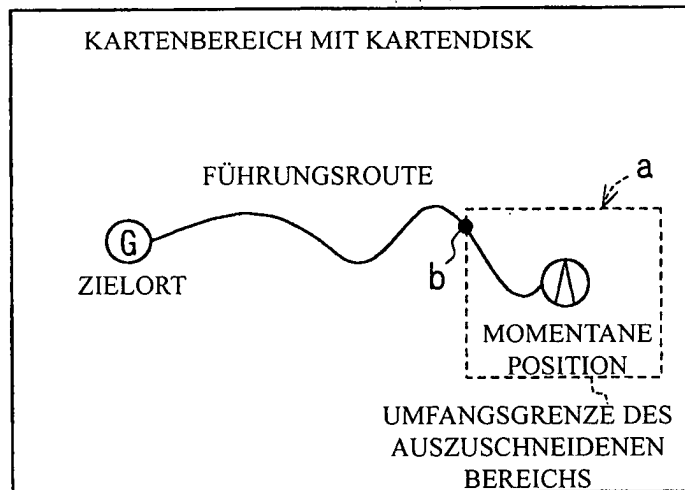 KARTENBEREICH MIT KARTENDISK
FÜHRUNGSROUTE
a
G
b
ZIELORT
MOMENTANE
POSITION
UMFANGSGRENZE DES
AUSZUSCHNEIDENEN
BEREICHS